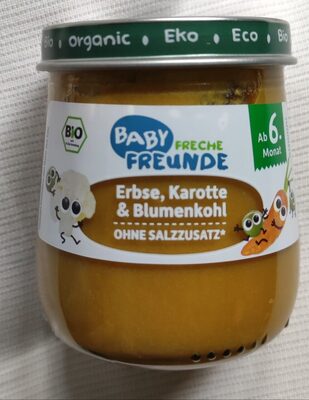 Bio • Organic • Eko • Eco • Bio
BIO
BABY
FRECHE
FREUNDE
Ab 6.
Monat
Erbse, Karotte
& Blumenkohl
OHNE SALZZUSATZ*